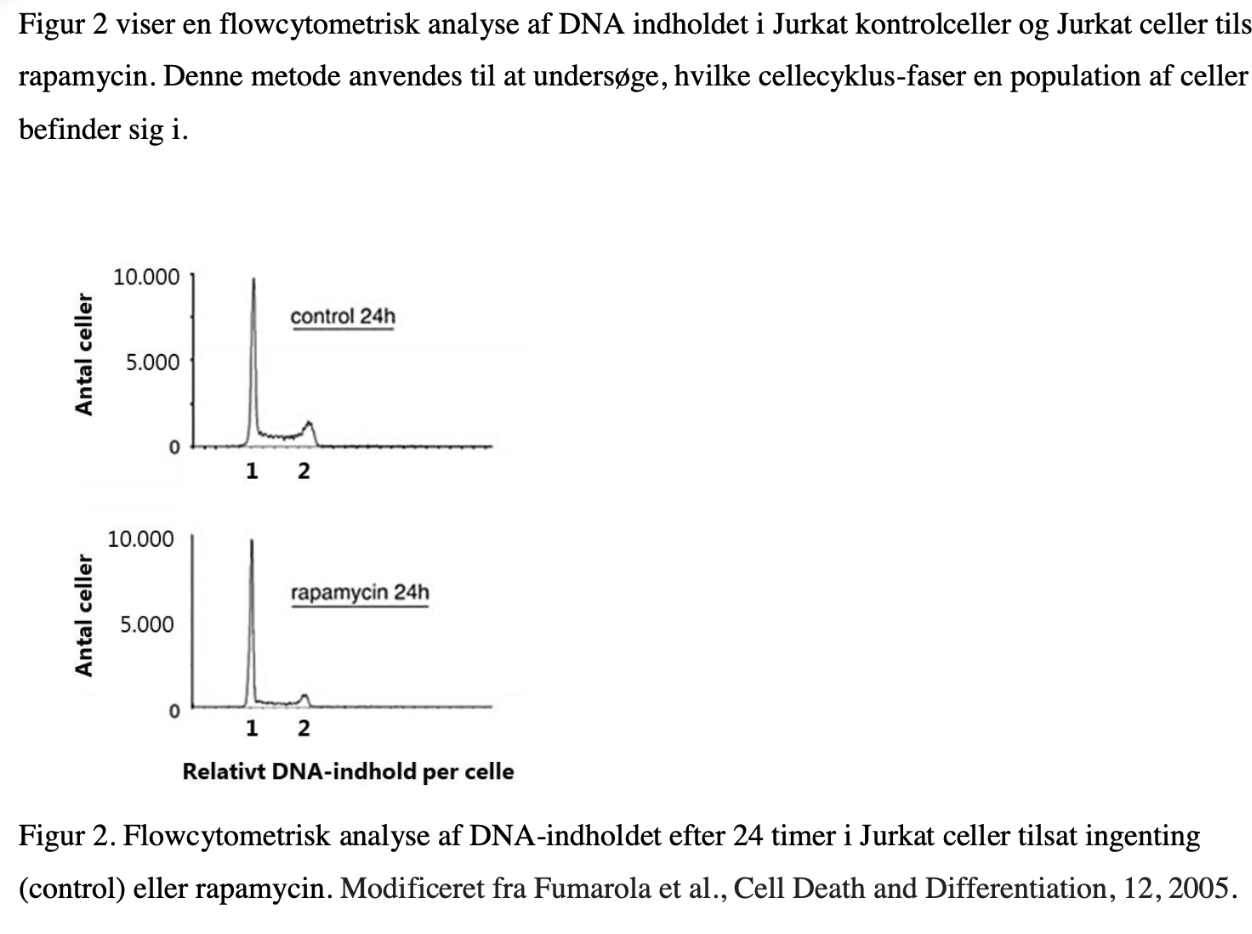 Figur 2 viser en flowcytometrisk analyse af DNA indholdet i Jurkat kontrolceller og Jurkat celler tils
rapamycin. Denne metode anvendes til at undersøge, hvilke cellecyklus-faser en population af celler
befinder sig i.
Antal celler
10.000
5.000
0
control 24h
1 2
Antal celler
10.000
5.000
0
rapamycin 24h
1 2
Relativt DNA-indhold per celle
Figur 2. Flowcytometrisk analyse af DNA-indholdet efter 24 timer i Jurkat celler tilsat ingenting
(control) eller rapamycin. Modificeret fra Fumarola et al., Cell Death and Differentiation, 12, 2005.